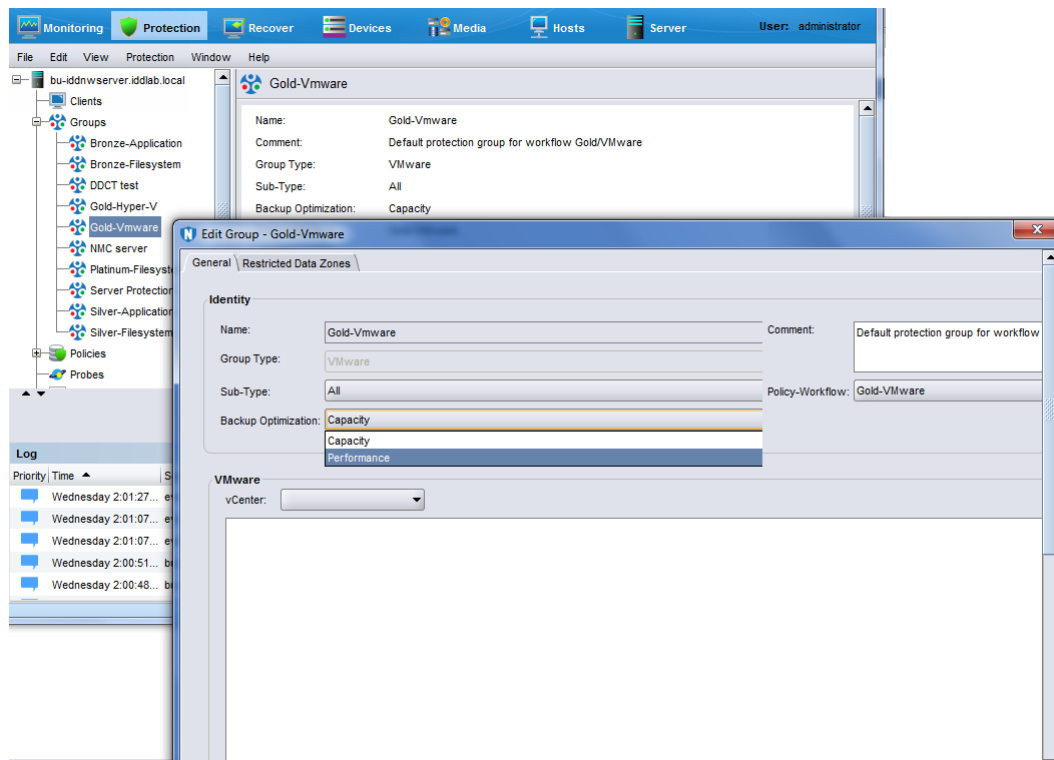 Monitoring Protection Recover Devices Media Hosts Server User: administrator
File Edit View Protection Window Help
bu-iddnwserver.iddlab.local
Clients
Groups
Bronze-Application
Bronze-Filesystem
DDCT test
Gold-Hyper-V
Gold-Vmware
NMC server
Platinum-Filesyste
Server Protection
Silver-Application
Silver-Filesystem
Policies
Probes
Gold-Vmware
Name: Gold-Vmware
Comment: Default protection group for workflow Gold/VMware
Group Type: VMware
Sub-Type: All
Backup Optimization: Capacity
Log
Priority Time S
Wednesday 2:01:27... e
Wednesday 2:01:07... e
Wednesday 2:01:07... e
Wednesday 2:00:51... b
Wednesday 2:00:48... b
N Edit Group - Gold-Vmware
General Restricted Data Zones
Identity
Name: Gold-Vmware Comment: Default protection group for workflow
Group Type: VMware
Sub-Type: All Policy-Workflow: Gold-VMware
Backup Optimization: Capacity
Capacity
Performance
VMware
vCenter: